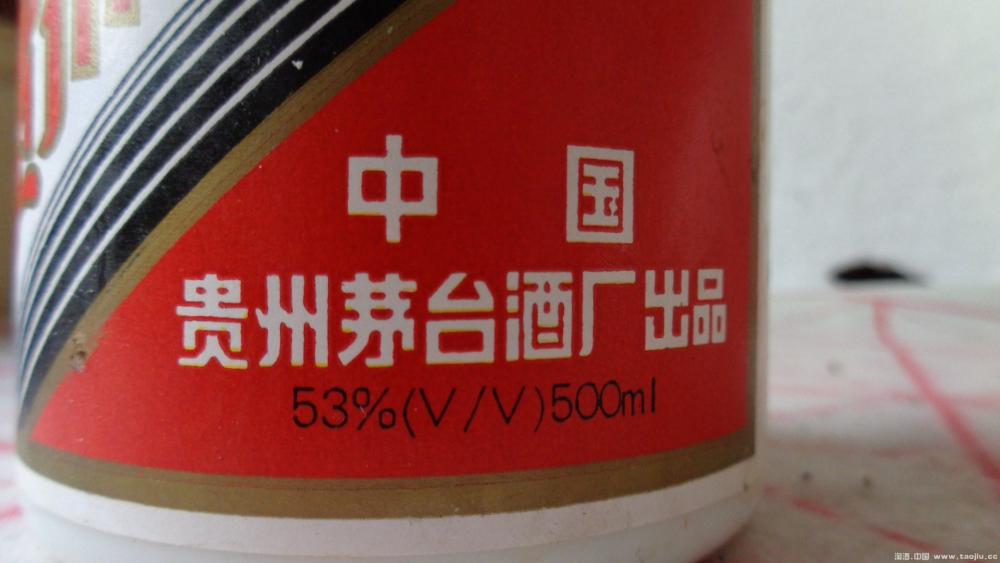 中 国
贵州茅台酒厂出品
53%(V/V)500ml
淘酒.中国 www.taojiu.cc